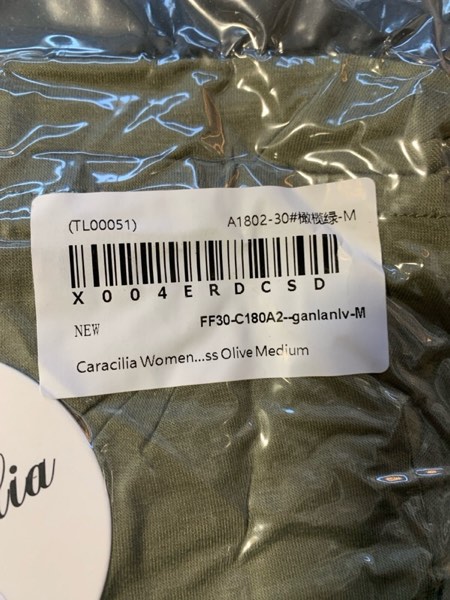 (TL00051) A1802-30#橄榄绿-M
X004ERDCSD
NEW FF30-C180A2--ganlanlv-M
Caracilia Women...ss Olive Medium
lia